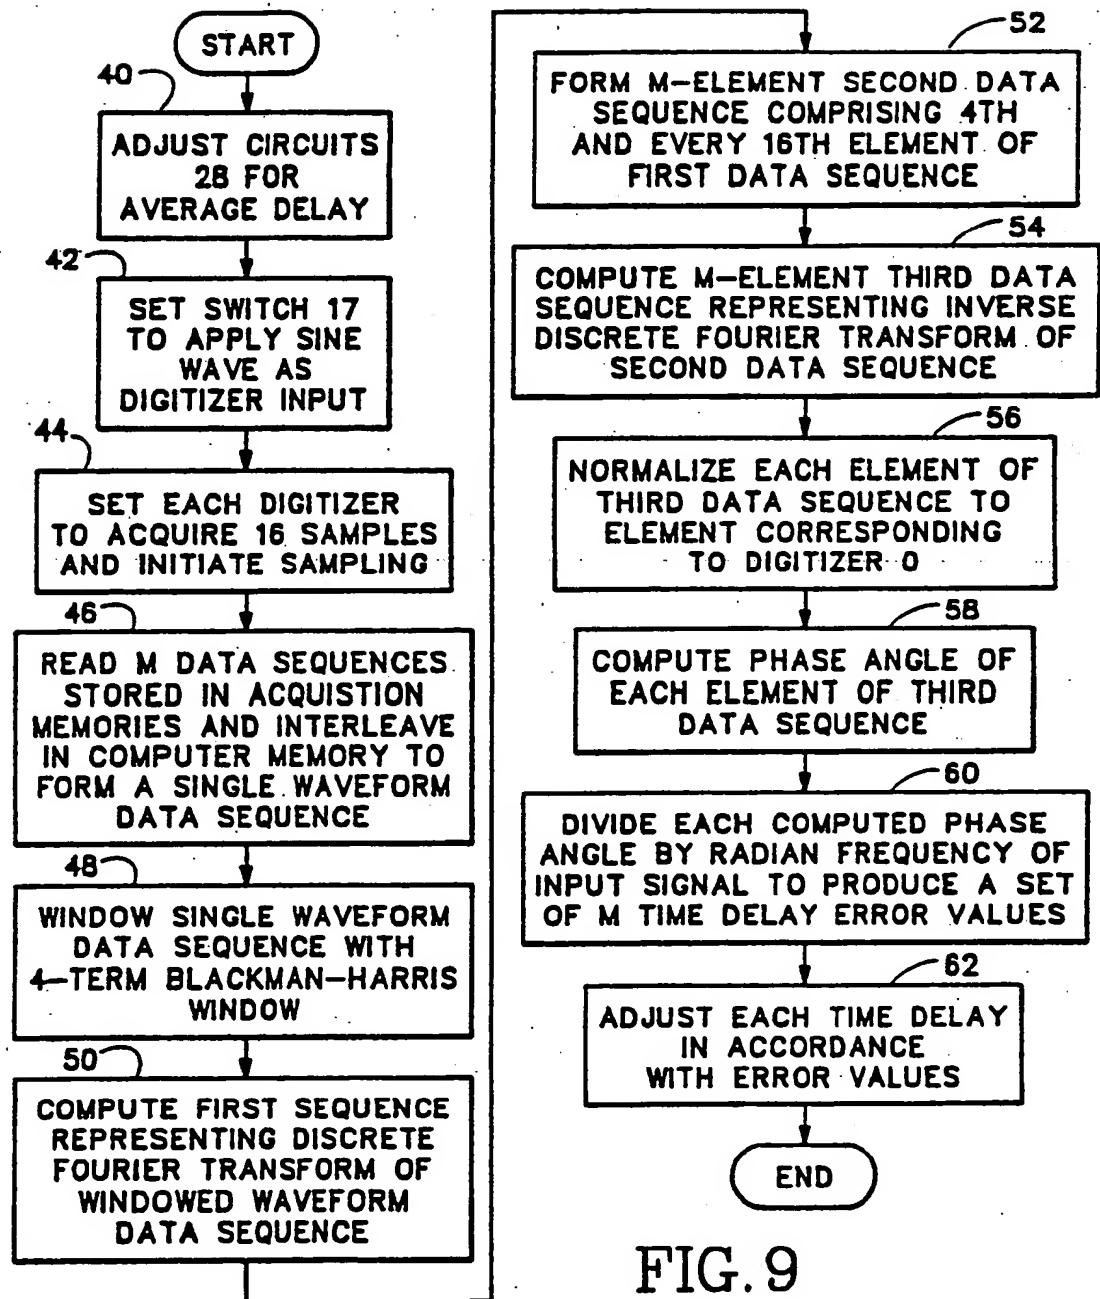 START
40
ADJUST CIRCUITS
28 FOR
AVERAGE DELAY
42
SET SWITCH 17
TO APPLY SINE
WAVE AS
DIGITIZER INPUT
44
SET EACH DIGITIZER
TO ACQUIRE 16 SAMPLES
AND INITIATE SAMPLING
46
READ M DATA SEQUENCES
STORED IN ACQUISTION
MEMORIES AND INTERLEAVE
IN COMPUTER MEMORY TO
FORM A SINGLE WAVEFORM
DATA SEQUENCE
48
WINDOW SINGLE WAVEFORM
DATA SEQUENCE WITH
4-TERM BLACKMAN-HARRIS
WINDOW
50
COMPUTE FIRST SEQUENCE
REPRESENTING DISCRETE
FOURIER TRANSFORM OF
WINDOWED WAVEFORM
DATA SEQUENCE
52
FORM M-ELEMENT SECOND DATA
SEQUENCE COMPRISING 4TH
AND EVERY 16TH ELEMENT OF
FIRST DATA SEQUENCE
54
COMPUTE M-ELEMENT THIRD DATA
SEQUENCE REPRESENTING INVERSE
DISCRETE FOURIER TRANSFORM OF
SECOND DATA SEQUENCE
56
NORMALIZE EACH ELEMENT OF
THIRD DATA SEQUENCE TO
ELEMENT CORRESPONDING
TO DIGITIZER 0
58
COMPUTE PHASE ANGLE OF
EACH ELEMENT OF THIRD
DATA SEQUENCE
60
DIVIDE EACH COMPUTED PHASE
ANGLE BY RADIAN FREQUENCY OF
INPUT SIGNAL TO PRODUCE A SET
OF M TIME DELAY ERROR VALUES
62
ADJUST EACH TIME DELAY
IN ACCORDANCE
WITH ERROR VALUES
END
FIG. 9